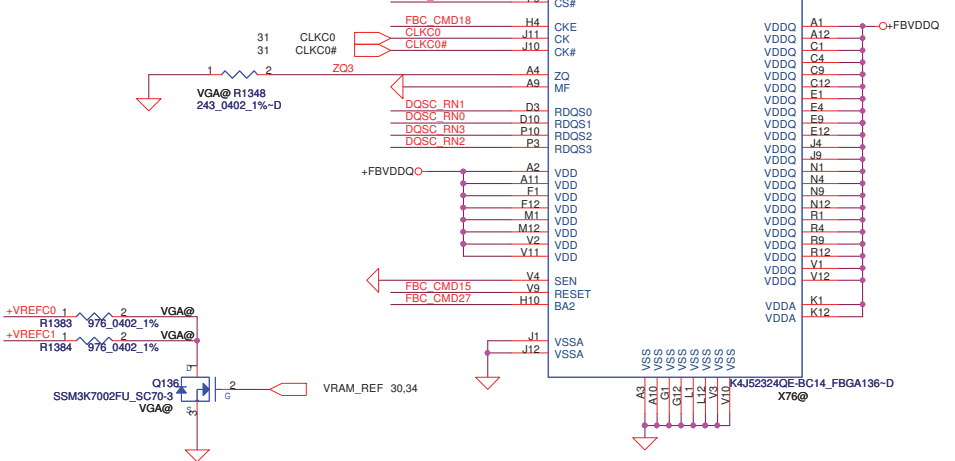 CS#
FBC_CMD18 H4 CKE
31 CLKC0 CLKC0 J11 CK
31 CLKC0# CLKC0# J10 CK#
1 2 ZQ3 A4 ZQ
A9 MF
VGA@ R1348
243_0402_1%~D
DQSC_RN1 D3 RDQS0
DQSC_RN0 D10 RDQS1
DQSC_RN3 P10 RDQS2
DQSC_RN2 P3 RDQS3
+FBVDDQ A2 VDD
A11 VDD
F1 VDD
F12 VDD
M1 VDD
M12 VDD
V2 VDD
V11 VDD
V4 SEN
FBC_CMD15 V9 RESET
FBC_CMD27 H10 BA2
J1 VSSA
J12 VSSA
VDDQ A1 +FBVDDQ
VDDQ A12
VDDQ C1
VDDQ C4
VDDQ C9
VDDQ C12
VDDQ E1
VDDQ E4
VDDQ E9
VDDQ E12
VDDQ J4
VDDQ J9
VDDQ N1
VDDQ N4
VDDQ N9
VDDQ N12
VDDQ R1
VDDQ R4
VDDQ R9
VDDQ R12
VDDQ V1
VDDQ V12
VDDA K1
VDDA K12
VSS VSS VSS VSS VSS VSS VSS VSS
A3 A10 G1 G12 L1 L12 V3 V10
K4J52324QE-BC14_FBGA136~D
X76@
+VREFC0 1 2 VGA@
R1383 976_0402_1%
+VREFC1 1 2 VGA@
R1384 976_0402_1%
D 1
Q136
SSM3K7002FU_SC70-3
VGA@
2 G
S 3
VRAM_REF 30,34